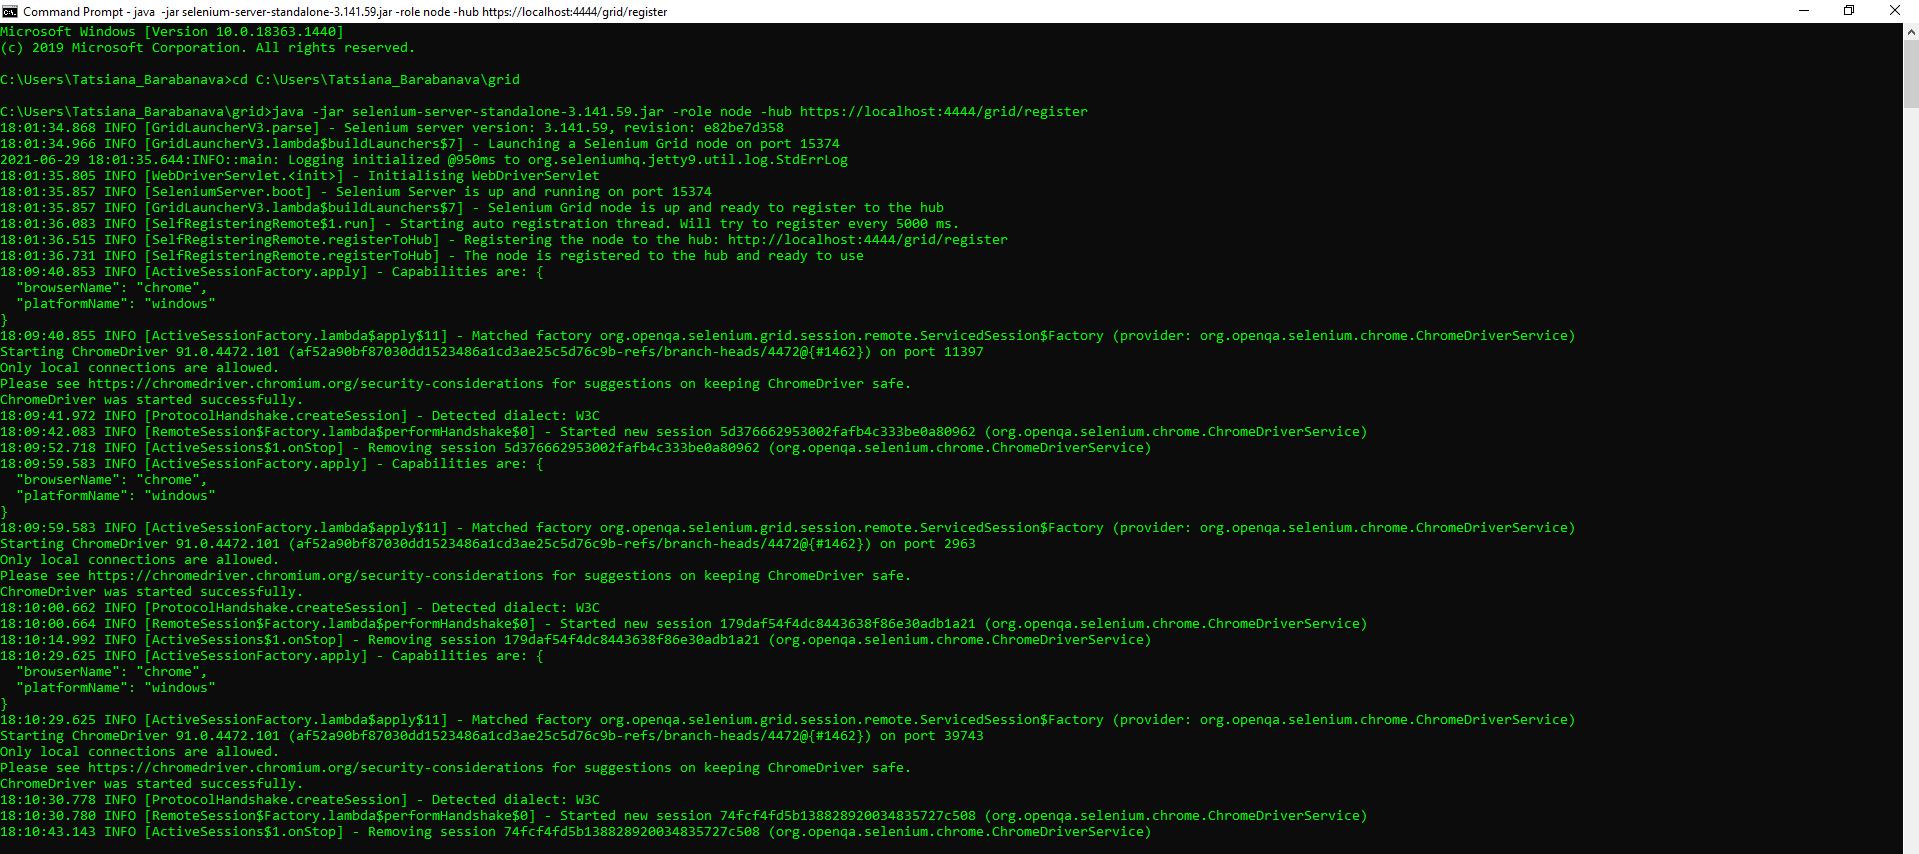 Command Prompt - java  -jar selenium-server-standalone-3.141.59.jar -role node -hub https://localhost:4444/grid/register
Microsoft Windows [Version 10.0.18363.1440]
(c) 2019 Microsoft Corporation. All rights reserved.
C:\Users\Tatsiana_Barabanava>cd C:\Users\Tatsiana_Barabanava\grid
C:\Users\Tatsiana_Barabanava\grid>java -jar selenium-server-standalone-3.141.59.jar -role node -hub https://localhost:4444/grid/register
18:01:34.868 INFO [GridLauncherV3.parse] - Selenium server version: 3.141.59, revision: e82be7d358
18:01:34.966 INFO [GridLauncherV3.lambda$buildLaunchers$7] - Launching a Selenium Grid node on port 15374
2021-06-29 18:01:35.644:INFO::main: Logging initialized @950ms to org.seleniumhq.jetty9.util.log.StdErrLog
18:01:35.805 INFO [WebDriverServlet.<init>] - Initialising WebDriverServlet
18:01:35.857 INFO [SeleniumServer.boot] - Selenium Server is up and running on port 15374
18:01:35.857 INFO [GridLauncherV3.lambda$buildLaunchers$7] - Selenium Grid node is up and ready to register to the hub
18:01:36.083 INFO [SelfRegisteringRemote$1.run] - Starting auto registration thread. Will try to register every 5000 ms.
18:01:36.515 INFO [SelfRegisteringRemote.registerToHub] - Registering the node to the hub: http://localhost:4444/grid/register
18:01:36.731 INFO [SelfRegisteringRemote.registerToHub] - The node is registered to the hub and ready to use
18:09:40.853 INFO [ActiveSessionFactory.apply] - Capabilities are: {
  "browserName": "chrome",
  "platformName": "windows"
}
18:09:40.855 INFO [ActiveSessionFactory.lambda$apply$11] - Matched factory org.openqa.selenium.grid.session.remote.ServicedSession$Factory (provider: org.openqa.selenium.chrome.ChromeDriverService)
Starting ChromeDriver 91.0.4472.101 (af52a90bf87030dd1523486a1cd3ae25c5d76c9b-refs/branch-heads/4472@{#1462}) on port 11397
Only local connections are allowed.
Please see https://chromedriver.chromium.org/security-considerations for suggestions on keeping ChromeDriver safe.
ChromeDriver was started successfully.
18:09:41.972 INFO [ProtocolHandshake.createSession] - Detected dialect: W3C
18:09:42.083 INFO [RemoteSession$Factory.lambda$performHandshake$0] - Started new session 5d376662953002fafb4c333be0a80962 (org.openqa.selenium.chrome.ChromeDriverService)
18:09:52.718 INFO [ActiveSessions$1.onStop] - Removing session 5d376662953002fafb4c333be0a80962 (org.openqa.selenium.chrome.ChromeDriverService)
18:09:59.583 INFO [ActiveSessionFactory.apply] - Capabilities are: {
  "browserName": "chrome",
  "platformName": "windows"
}
18:09:59.583 INFO [ActiveSessionFactory.lambda$apply$11] - Matched factory org.openqa.selenium.grid.session.remote.ServicedSession$Factory (provider: org.openqa.selenium.chrome.ChromeDriverService)
Starting ChromeDriver 91.0.4472.101 (af52a90bf87030dd1523486a1cd3ae25c5d76c9b-refs/branch-heads/4472@{#1462}) on port 2963
Only local connections are allowed.
Please see https://chromedriver.chromium.org/security-considerations for suggestions on keeping ChromeDriver safe.
ChromeDriver was started successfully.
18:10:00.662 INFO [ProtocolHandshake.createSession] - Detected dialect: W3C
18:10:00.664 INFO [RemoteSession$Factory.lambda$performHandshake$0] - Started new session 179daf54f4dc8443638f86e30adb1a21 (org.openqa.selenium.chrome.ChromeDriverService)
18:10:14.992 INFO [ActiveSessions$1.onStop] - Removing session 179daf54f4dc8443638f86e30adb1a21 (org.openqa.selenium.chrome.ChromeDriverService)
18:10:29.625 INFO [ActiveSessionFactory.apply] - Capabilities are: {
  "browserName": "chrome",
  "platformName": "windows"
}
18:10:29.625 INFO [ActiveSessionFactory.lambda$apply$11] - Matched factory org.openqa.selenium.grid.session.remote.ServicedSession$Factory (provider: org.openqa.selenium.chrome.ChromeDriverService)
Starting ChromeDriver 91.0.4472.101 (af52a90bf87030dd1523486a1cd3ae25c5d76c9b-refs/branch-heads/4472@{#1462}) on port 39743
Only local connections are allowed.
Please see https://chromedriver.chromium.org/security-considerations for suggestions on keeping ChromeDriver safe.
ChromeDriver was started successfully.
18:10:30.778 INFO [ProtocolHandshake.createSession] - Detected dialect: W3C
18:10:30.780 INFO [RemoteSession$Factory.lambda$performHandshake$0] - Started new session 74fcf4fd5b138828920034835727c508 (org.openqa.selenium.chrome.ChromeDriverService)
18:10:43.143 INFO [ActiveSessions$1.onStop] - Removing session 74fcf4fd5b138828920034835727c508 (org.openqa.selenium.chrome.ChromeDriverService)